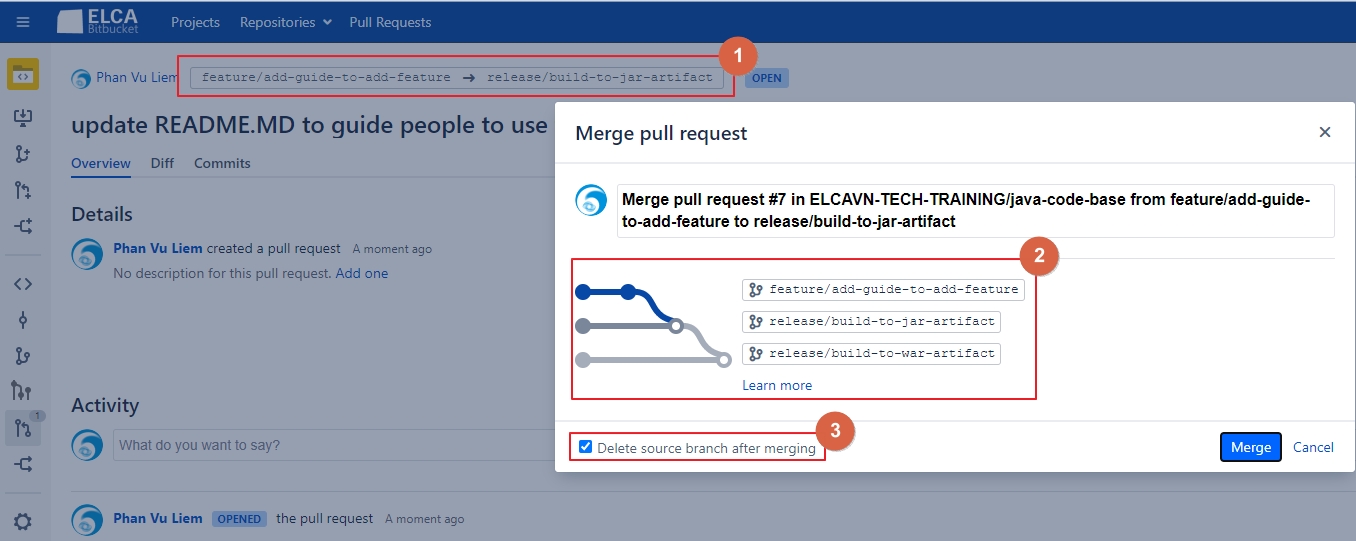 ELCA
Bitbucket
Projects Repositories Pull Requests
1
Phan Vu Liem feature/add-guide-to-add-feature → release/build-to-jar-artifact OPEN
update README.MD to guide people to use
Overview Diff Commits
Details
Phan Vu Liem created a pull request A moment ago
No description for this pull request. Add one
Activity
What do you want to say?
Phan Vu Liem OPENED the pull request A moment ago
1
Merge pull request
Merge pull request #7 in ELCAVN-TECH-TRAINING/java-code-base from feature/add-guide-
to-add-feature to release/build-to-jar-artifact
2
feature/add-guide-to-add-feature
release/build-to-jar-artifact
release/build-to-war-artifact
Learn more
3
Delete source branch after merging
Merge Cancel